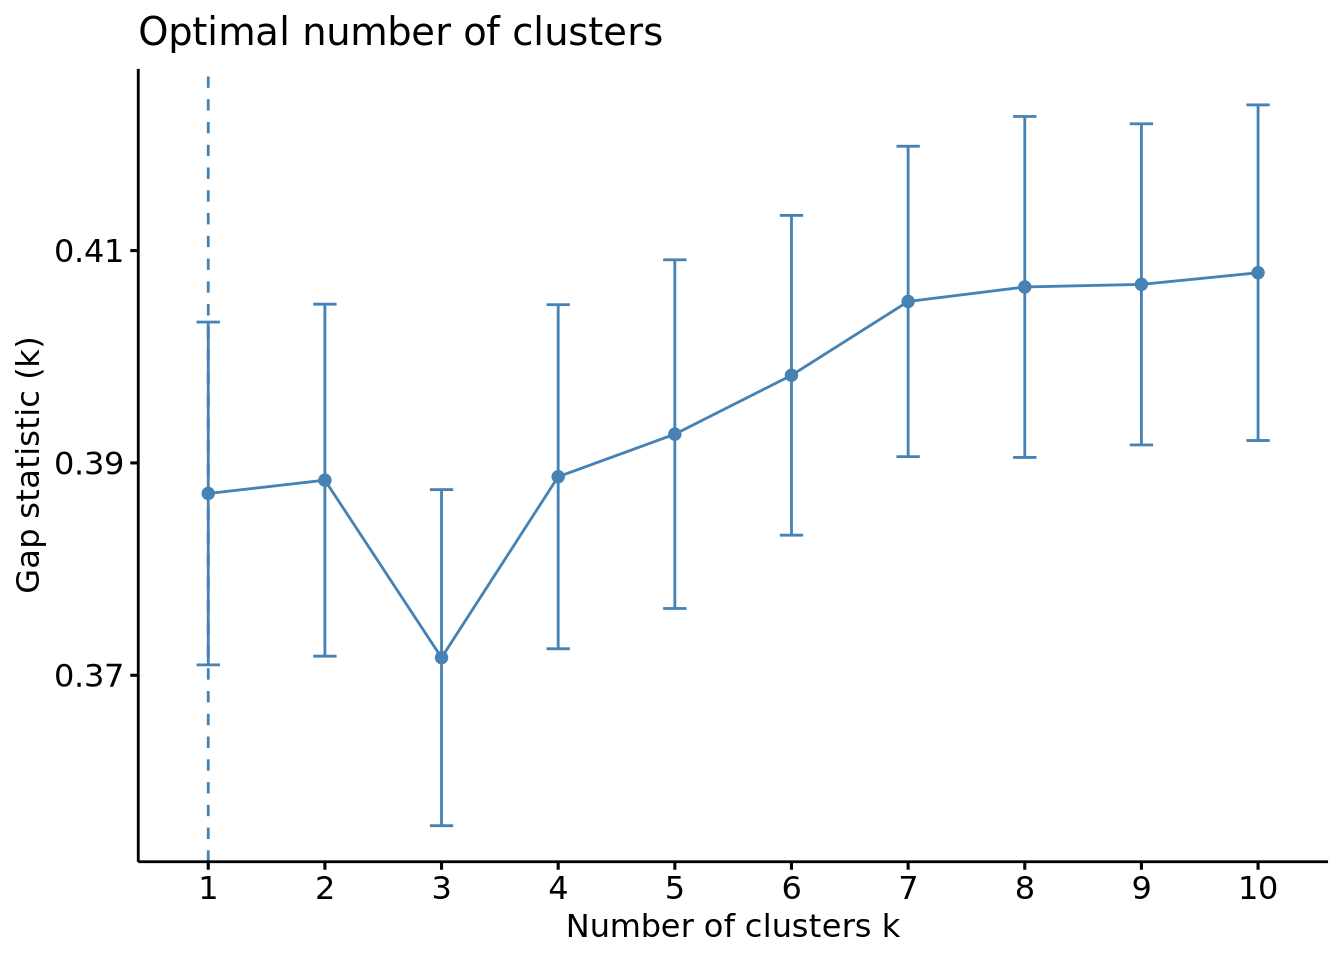 Optimal number of clusters
Gap statistic (k)
0.41
0.39
0.37
1 2 3 4 5 6 7 8 9 10
Number of clusters k